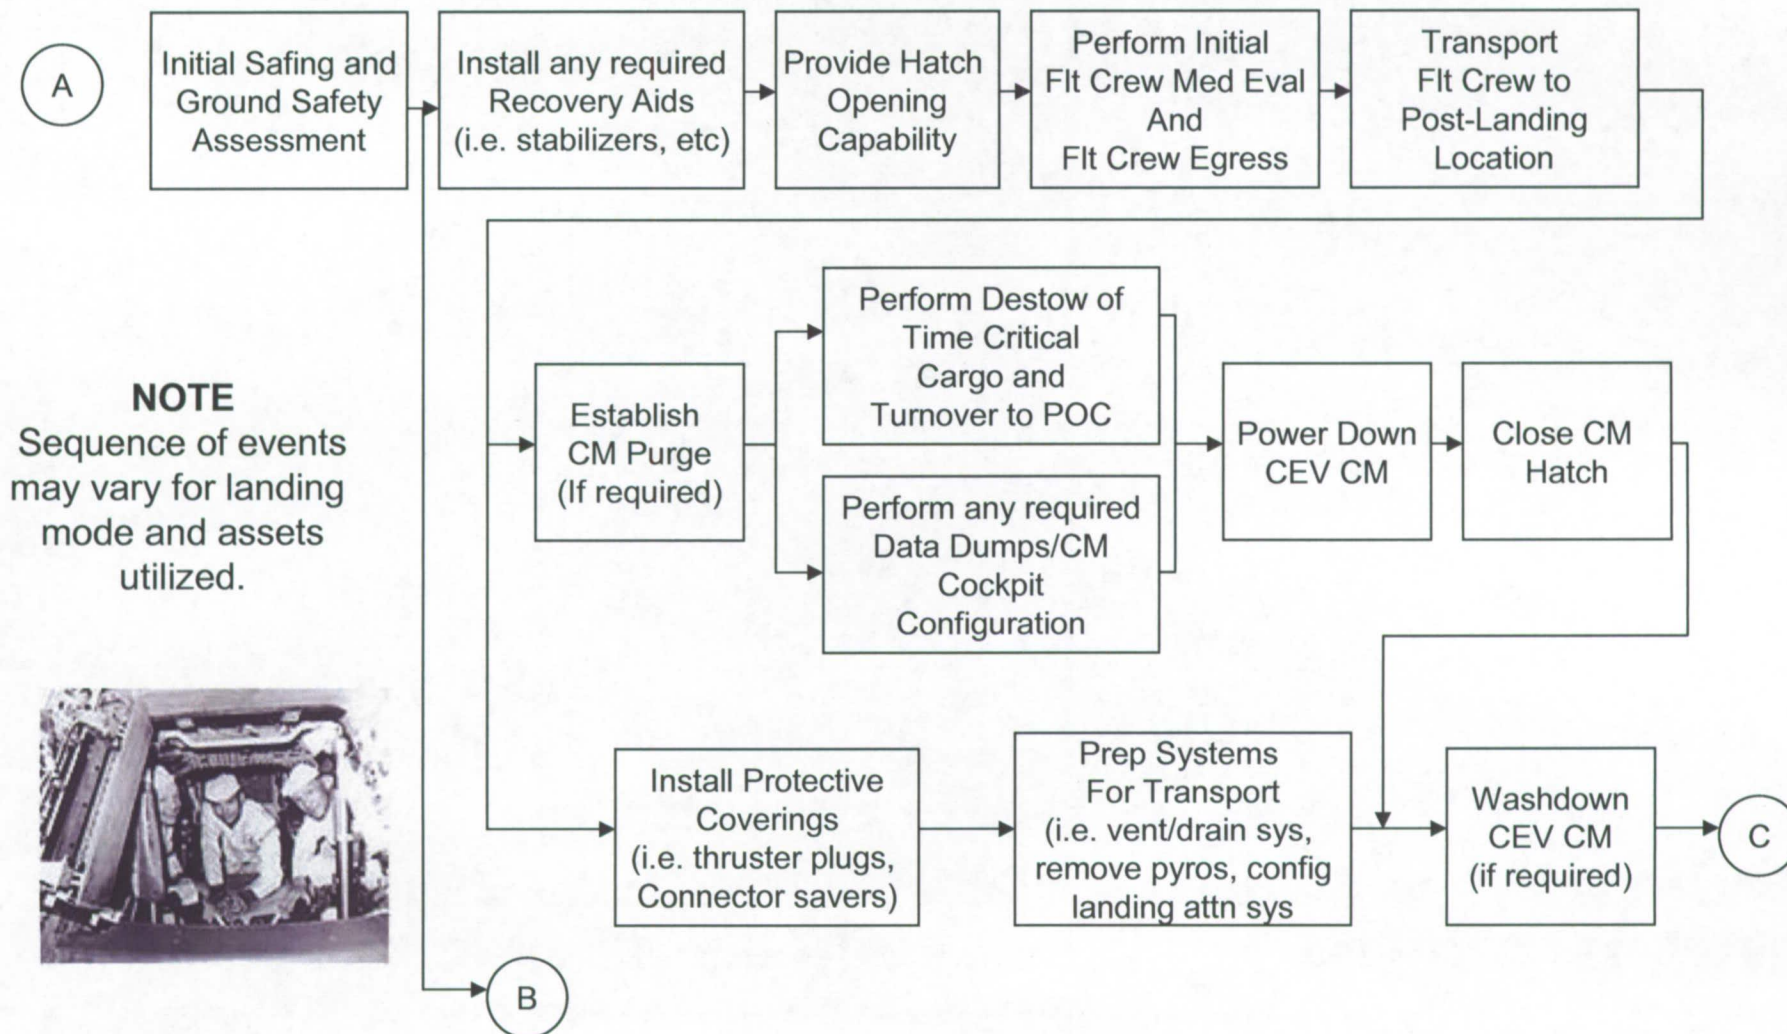 A
Initial Safing and
Ground Safety
Assessment
Install any required
Recovery Aids
(i.e. stabilizers, etc)
Provide Hatch
Opening
Capability
Perform Initial
Flt Crew Med Eval
And
Flt Crew Egress
Transport
Flt Crew to
Post-Landing
Location
NOTE
Sequence of events
may vary for landing
mode and assets
utilized.
Establish
CM Purge
(If required)
Perform Destow of
Time Critical
Cargo and
Turnover to POC
Perform any required
Data Dumps/CM
Cockpit
Configuration
Power Down
CEV CM
Close CM
Hatch
Install Protective
Coverings
(i.e. thruster plugs,
Connector savers)
Prep Systems
For Transport
(i.e. vent/drain sys,
remove pyros, config
landing attn sys
Washdown
CEV CM
(if required)
C
B